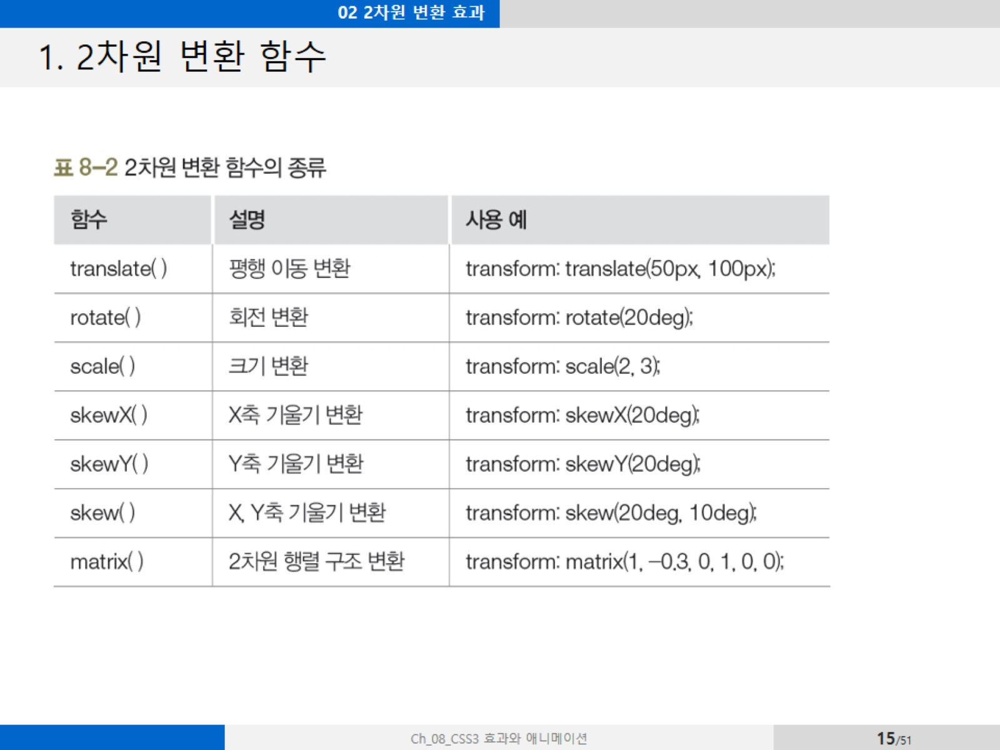 02 2차원 변환 효과
1. 2차원 변환 함수
표 8–2 2차원 변환 함수의 종류
함수 설명 사용 예
translate( ) 평행 이동 변환 transform: translate(50px, 100px);
rotate( ) 회전 변환 transform: rotate(20deg);
scale( ) 크기 변환 transform: scale(2, 3);
skewX( ) X축 기울기 변환 transform: skewX(20deg);
skewY( ) Y축 기울기 변환 transform: skewY(20deg);
skew( ) X, Y축 기울기 변환 transform: skew(20deg, 10deg);
matrix( ) 2차원 행렬 구조 변환 transform: matrix(1, –0.3, 0, 1, 0, 0);
Ch_08_CSS3 효과와 애니메이션
15/51